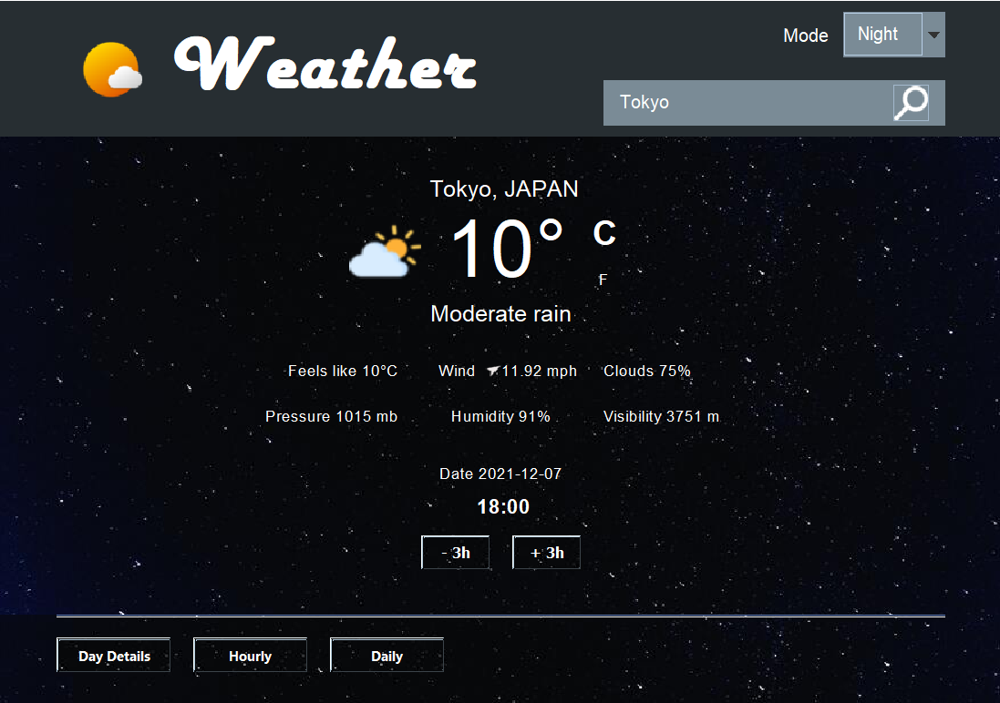 Weather
Mode Night
Tokyo
Tokyo, JAPAN
10° C
F
Moderate rain
Feels like 10°C Wind 11.92 mph Clouds 75%
Pressure 1015 mb Humidity 91% Visibility 3751 m
Date 2021-12-07
18:00
- 3h + 3h
Day Details Hourly Daily